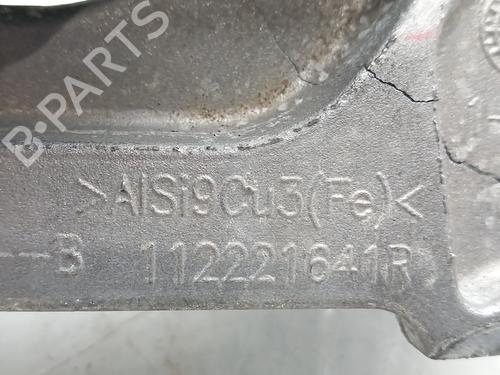 B-PARTS
>AlSi9Cu3(Fe)<
B 112221641R